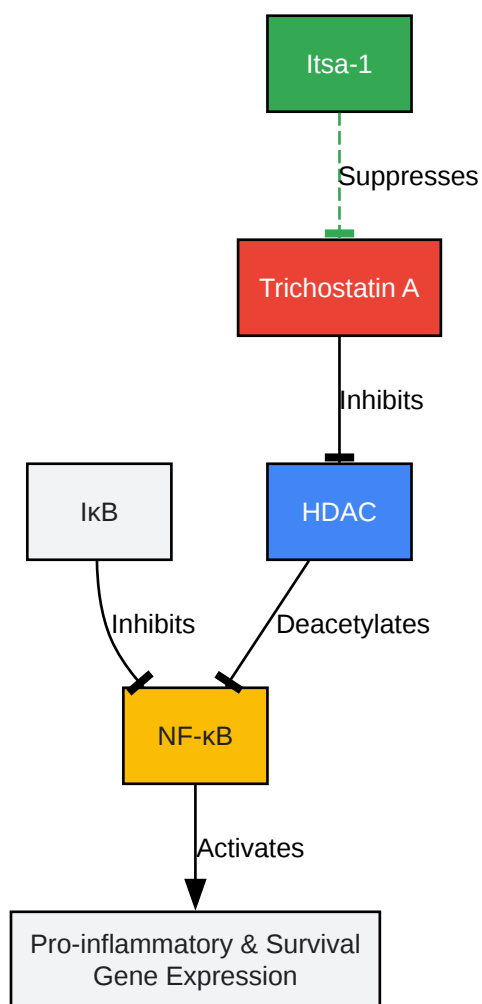 Itsa-1
Suppresses
Trichostatin A
Inhibits
IκB
HDAC
Inhibits
Deacetylates
NF-κB
Activates
Pro-inflammatory & Survival
Gene Expression